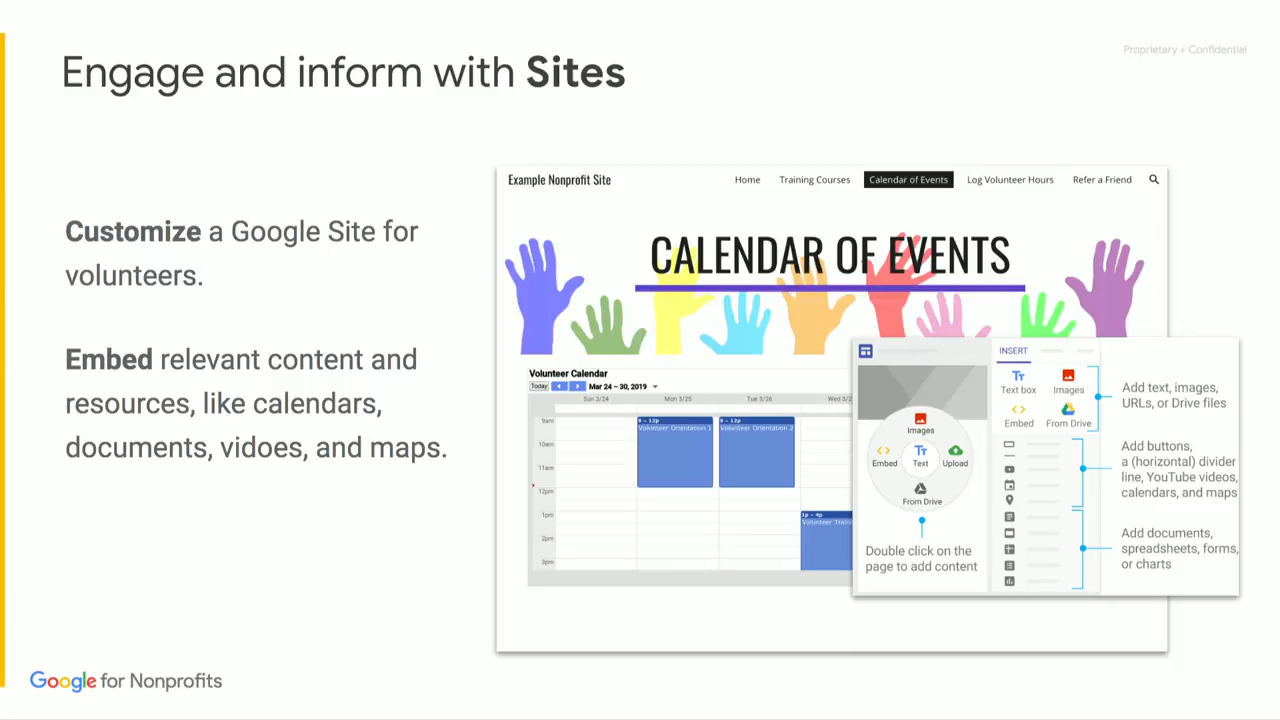 Proprietary + Confidential
Engage and inform with Sites
Customize a Google Site for
volunteers.
Embed relevant content and
resources, like calendars,
documents, vidoes, and maps.
Example Nonprofit Site
Home
Training Courses
Calendar of Events
Log Volunteer Hours
Refer a Friend
CALENDAR OF EVENTS
Volunteer Calendar
Today
Mar 24 – 30, 2019
Sun 3/24
Mon 3/25
Tue 3/26
Wed 3/2
9am
10am
11am
12pm
1pm
2pm
3pm
9 – 12p
Volunteer Orientation 1
9 – 12p
Volunteer Orientation 2
1p – 4p
Volunteer Train
Images
Embed
Text
Upload
From Drive
Double click on the
page to add content
INSERT
Text box
Images
Embed
From Drive
Add text, images,
URLs, or Drive files
Add buttons,
a (horizontal) divider
line, YouTube videos,
calendars, and maps
Add documents,
spreadsheets, forms,
or charts
Google for Nonprofits